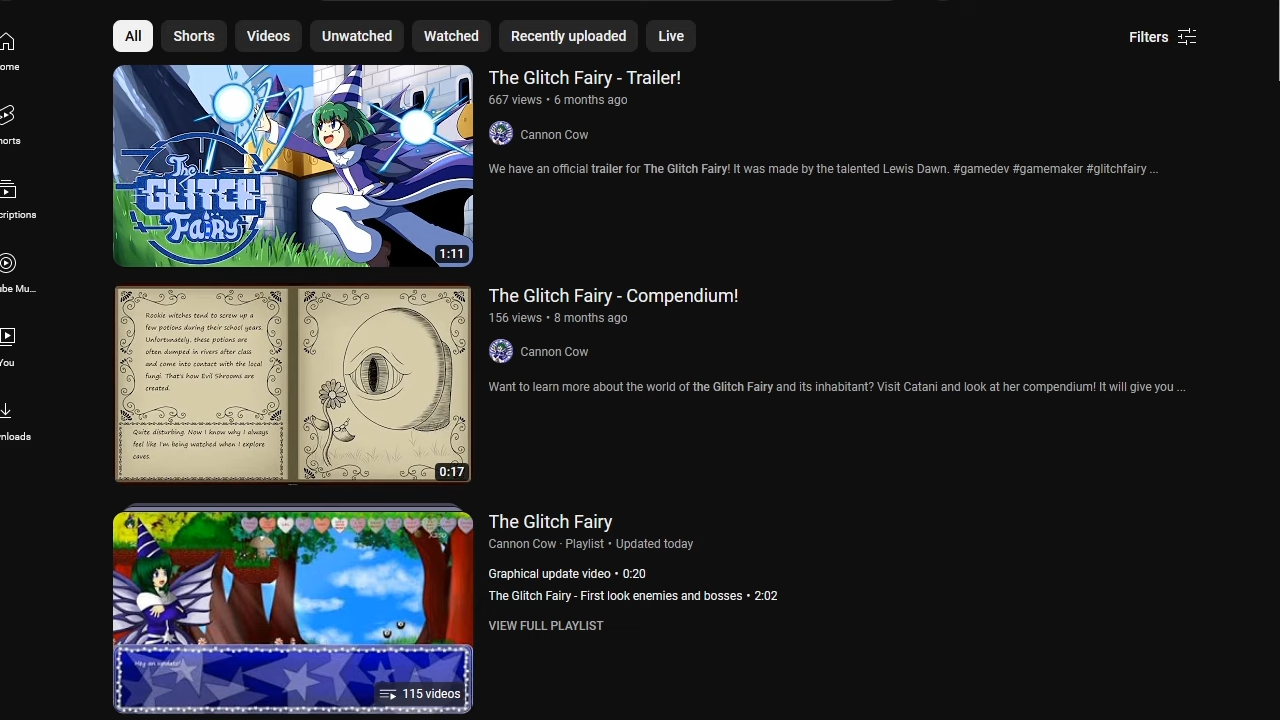 All
Shorts
Videos
Unwatched
Watched
Recently uploaded
Live
Filters
ome
horts
criptions
ube Mu...
You
nloads
The
GLITCH
Fairy
1:11
The Glitch Fairy - Trailer!
667 views • 6 months ago
Cannon Cow
We have an official trailer for The Glitch Fairy! It was made by the talented Lewis Dawn. #gamedev #gamemaker #glitchfairy ...
Rookie witches tend to screw up a
few potions during their school years.
Unfortunately, these potions are
often dumped in rivers after class
and come into contact with the local
fungi. That's how Evil Shrooms are
created.
Quite disturbing. Now I know why I always
feel like I'm being watched when I explore
caves.
0:17
The Glitch Fairy - Compendium!
156 views • 8 months ago
Cannon Cow
Want to learn more about the world of the Glitch Fairy and its inhabitant? Visit Catani and look at her compendium! It will give you ...
Hey an update!
115 videos
The Glitch Fairy
Cannon Cow · Playlist • Updated today
Graphical update video • 0:20
The Glitch Fairy - First look enemies and bosses • 2:02
VIEW FULL PLAYLIST